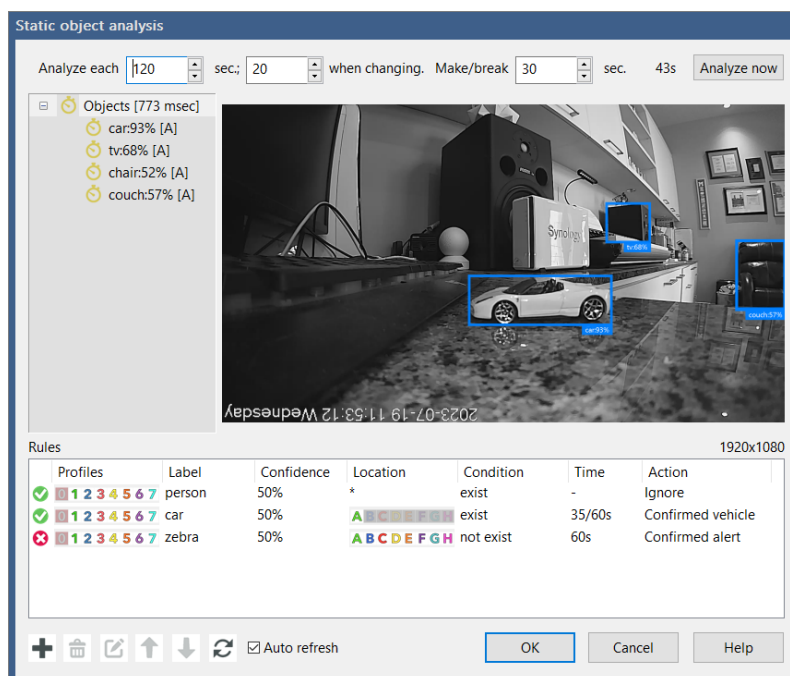 Static object analysis
Analyze each 120 sec.; 20 when changing. Make/break 30 sec. 43s Analyze now
Objects [773 msec]
car:93% [A]
tv:68% [A]
chair:52% [A]
couch:57% [A]
Synology
tv:68%
couch:57%
car:93%
2023-07-19 11:53:12 Wednesday
Rules 1920x1080
Profiles Label Confidence Location Condition Time Action
0 1 2 3 4 5 6 7 person 50% * exist - Ignore
0 1 2 3 4 5 6 7 car 50% A B C D E F G H exist 35/60s Confirmed vehicle
0 1 2 3 4 5 6 7 zebra 50% A B C D E F G H not exist 60s Confirmed alert
Auto refresh OK Cancel Help